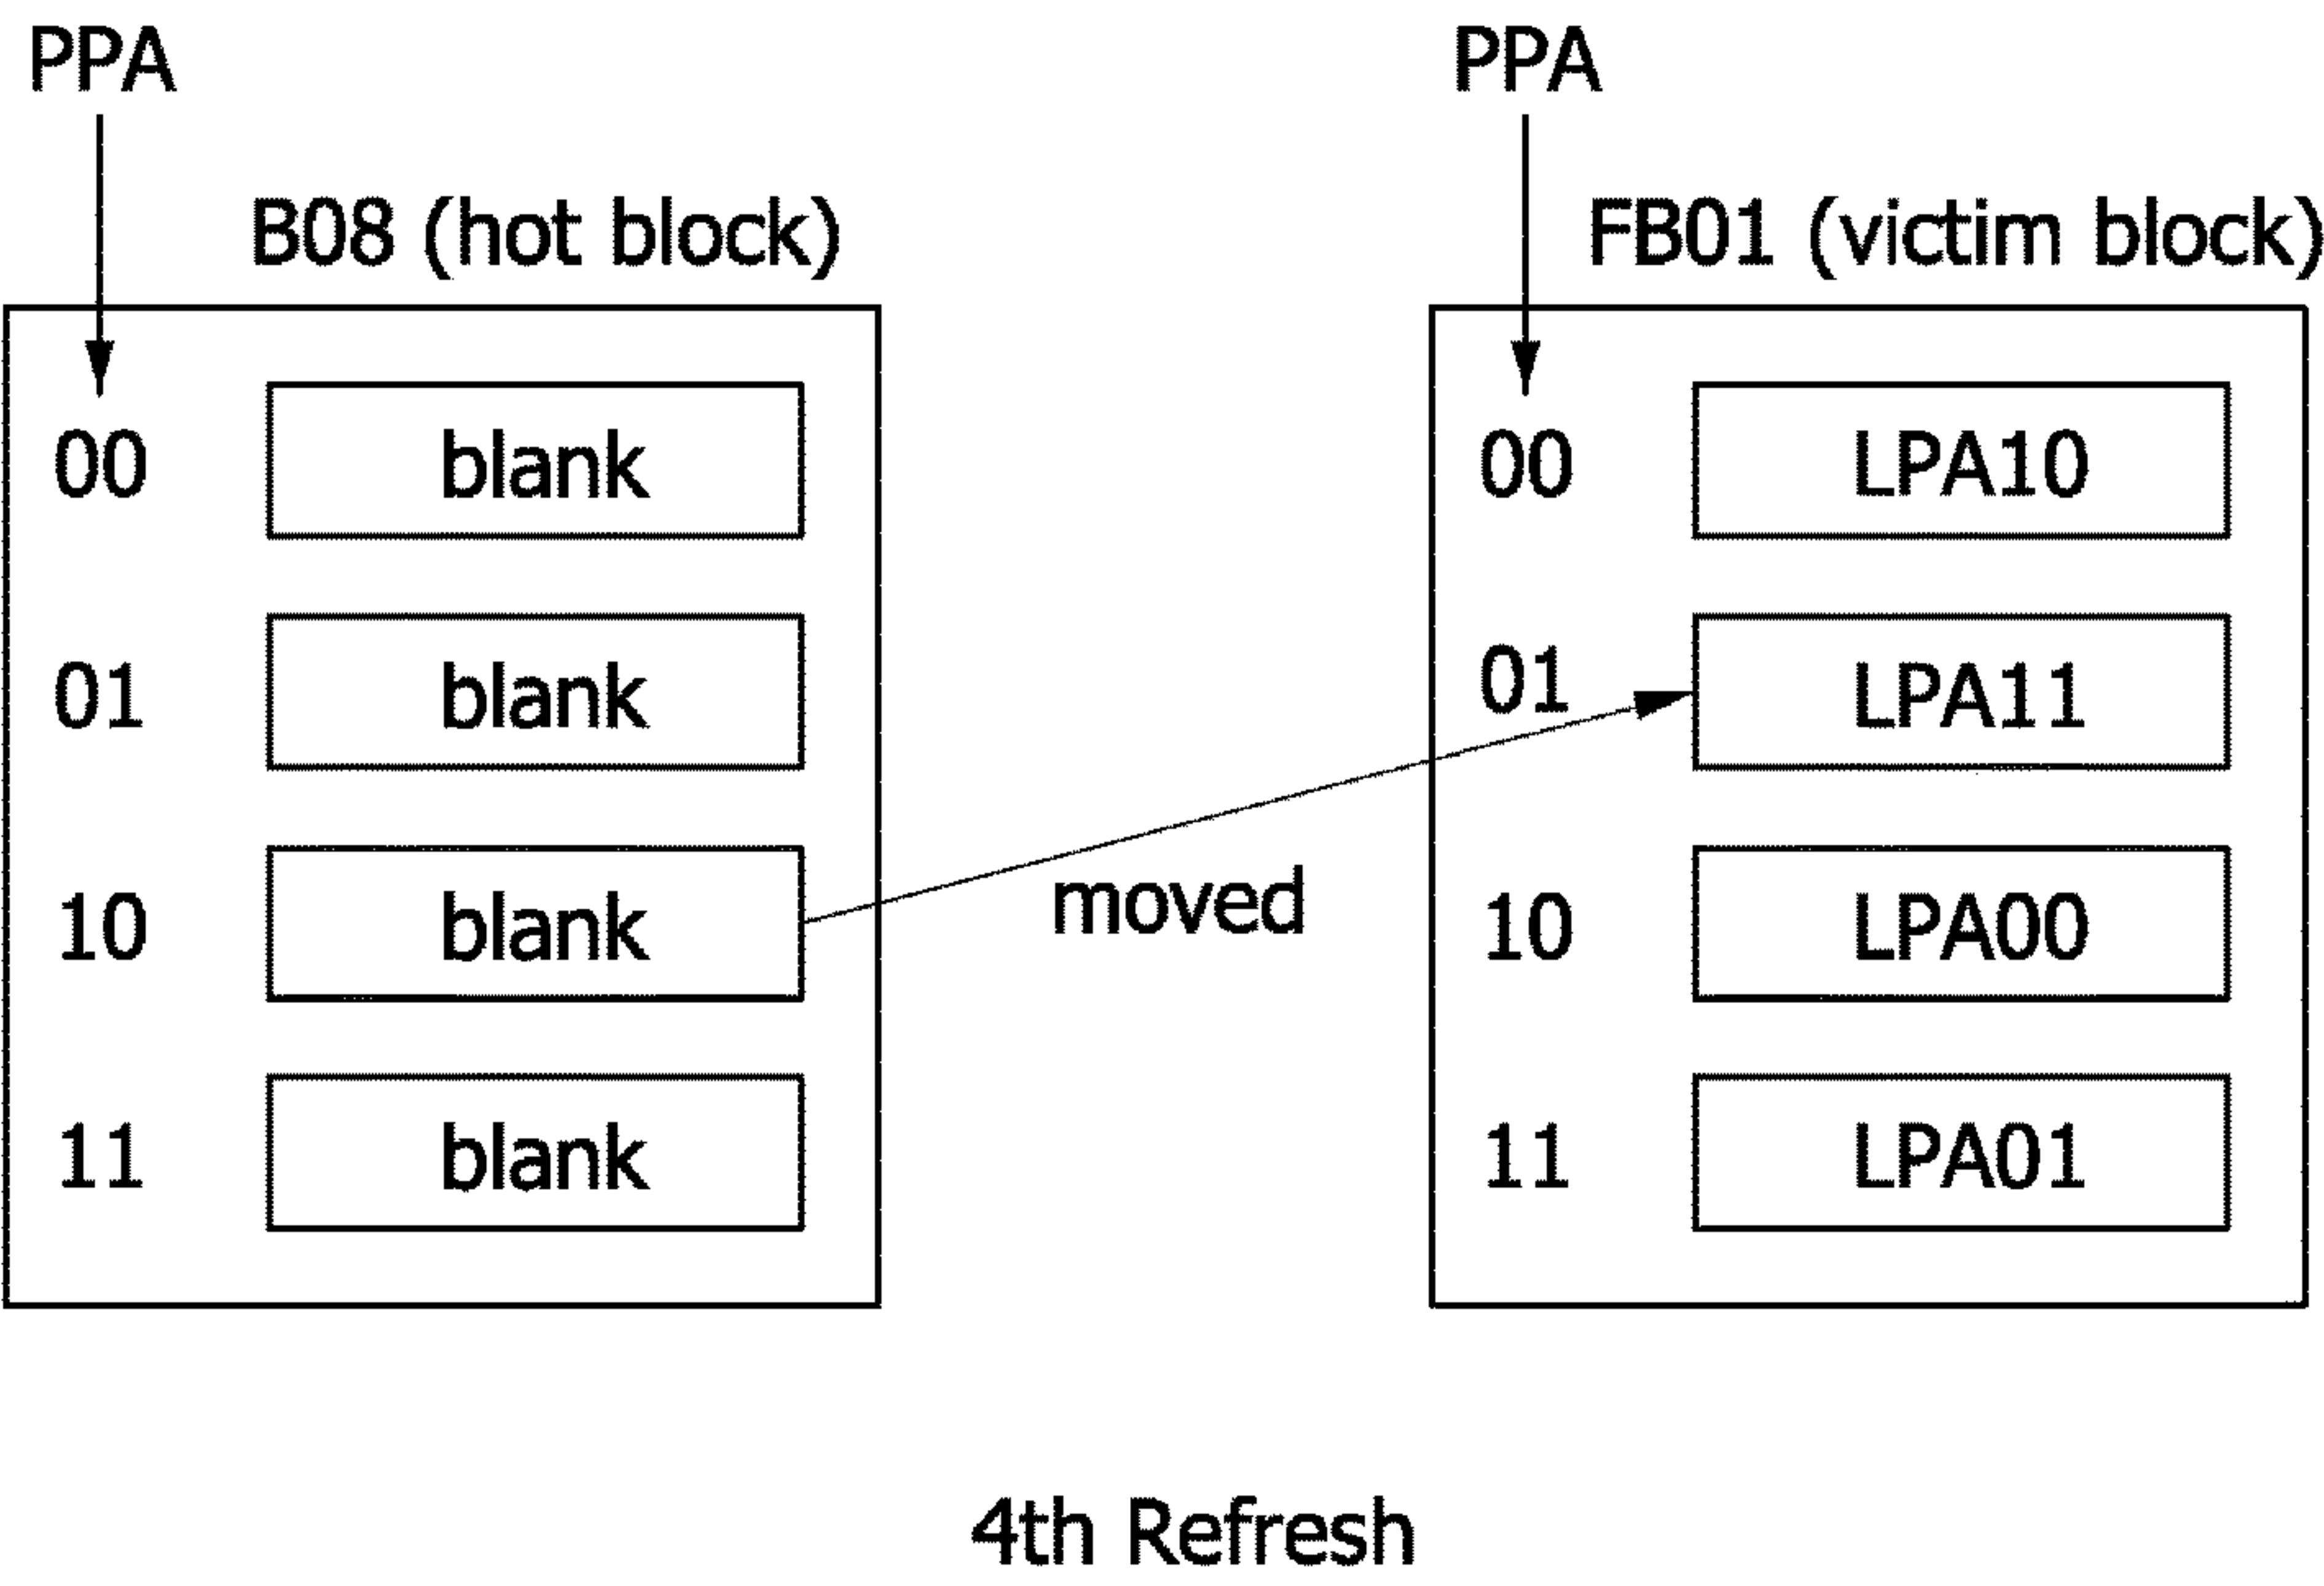 PPA PPA
B08 (hot block) FB01 (victim block)
00 blank 00 LPA10
01 blank 01 LPA11
10 blank moved 10 LPA00
11 blank 11 LPA01
4th Refresh